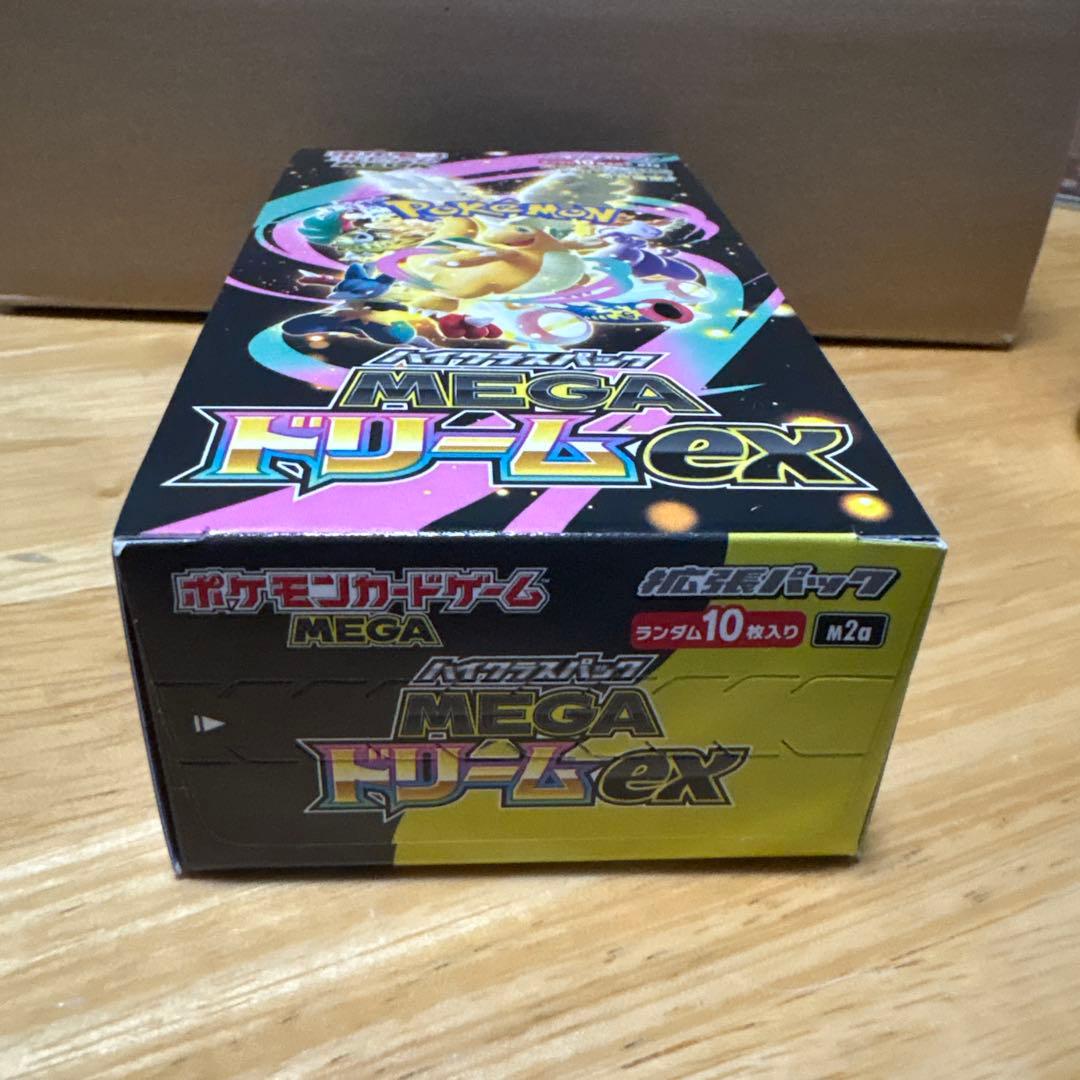 POKÉMON
ハイクラスパック
MEGA
ドリームex
ポケモンカードゲーム
MEGA
拡張パック
ランダム10枚入り
M2a
ハイクラスパック
MEGA
ドリームex